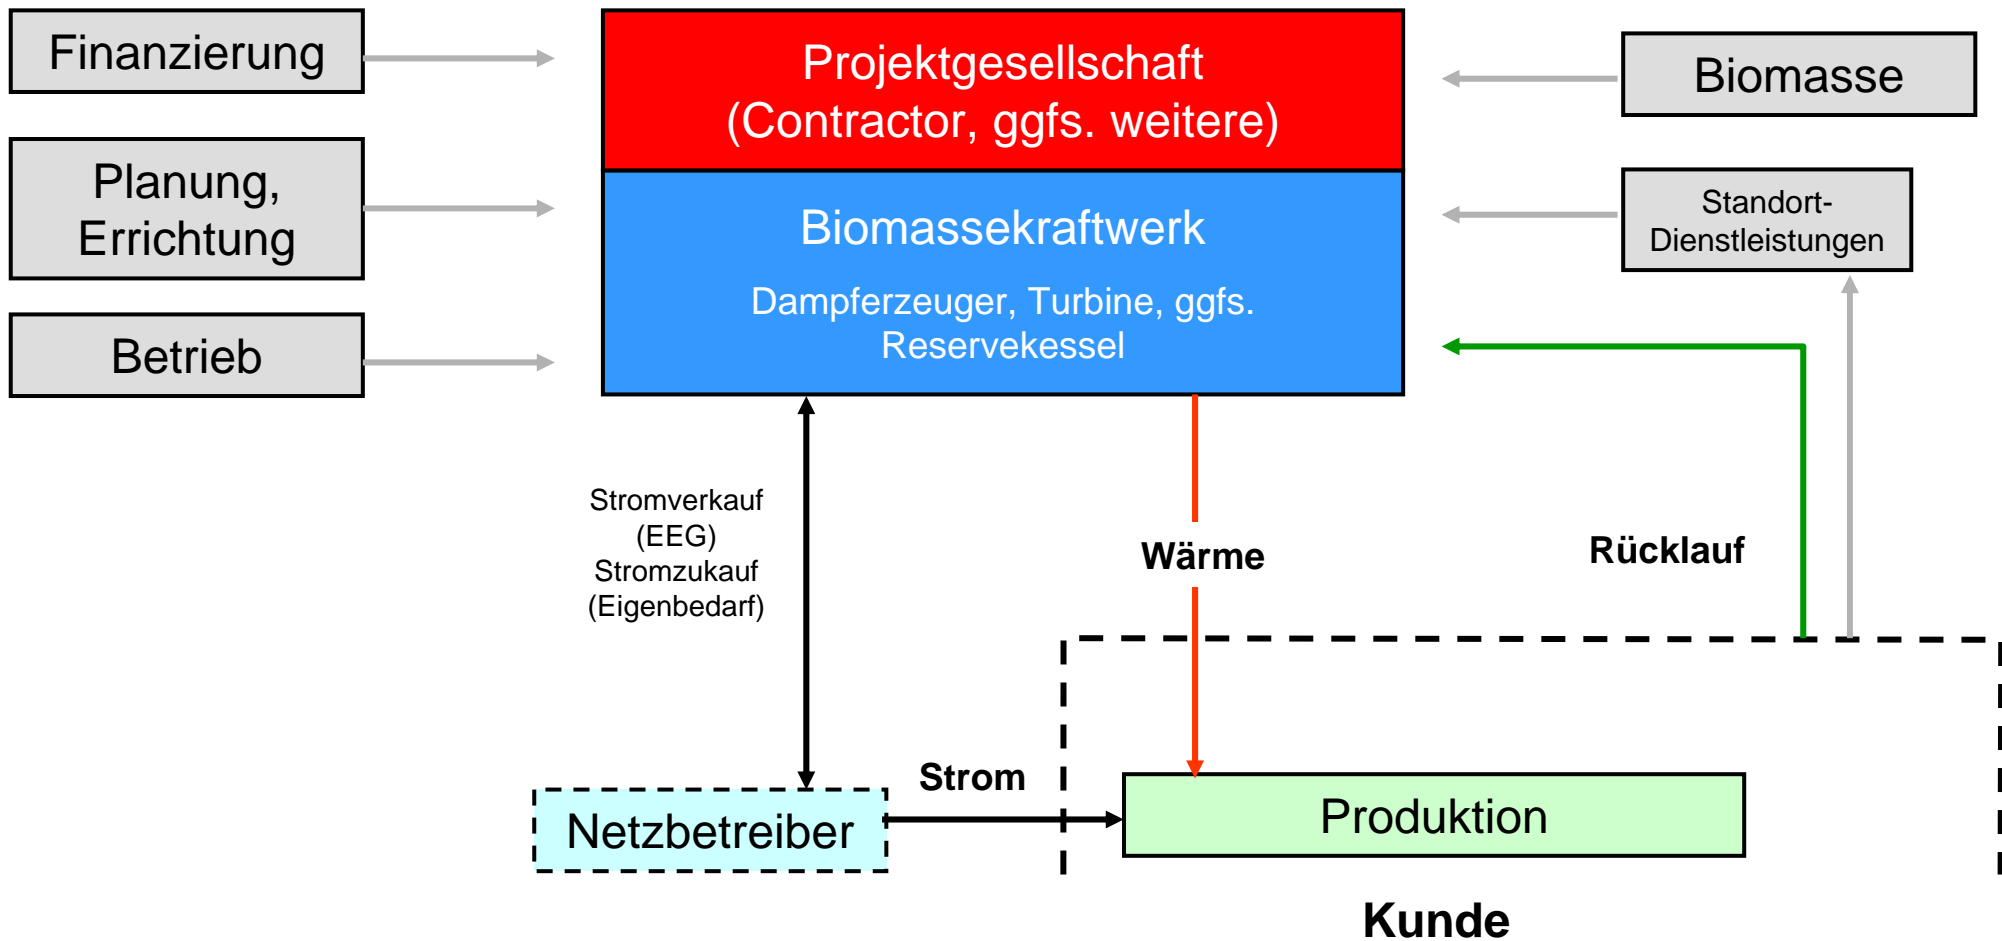 Finanzierung
Projektgesellschaft
(Contractor, ggfs. weitere)
Biomasse
Planung,
Errichtung
Biomassekraftwerk
Dampferzeuger, Turbine, ggfs.
Reservekessel
Standort-
Dienstleistungen
Betrieb
Stromverkauf
(EEG)
Stromzukauf
(Eigenbedarf)
Wärme
Rücklauf
Strom
Netzbetreiber
Produktion
Kunde